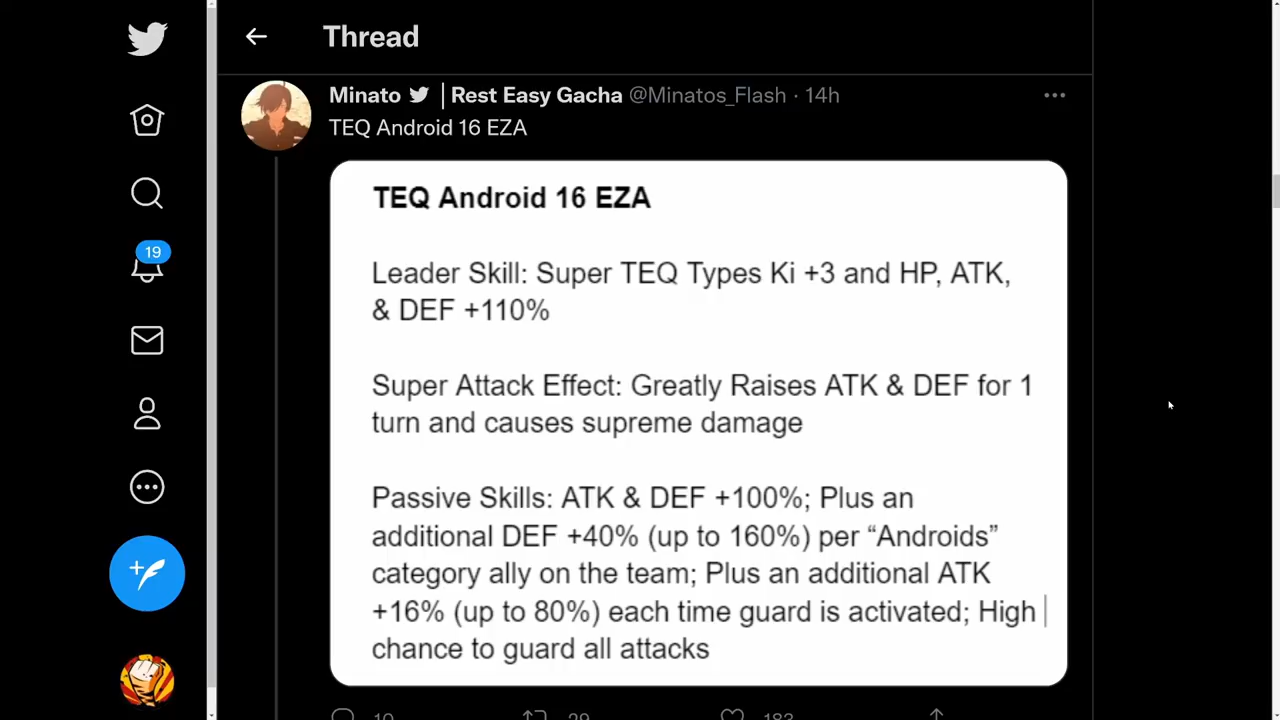 Thread
Minato | Rest Easy Gacha @Minatos_Flash · 14h
TEQ Android 16 EZA
TEQ Android 16 EZA
Leader Skill: Super TEQ Types Ki +3 and HP, ATK,
& DEF +110%
Super Attack Effect: Greatly Raises ATK & DEF for 1
turn and causes supreme damage
Passive Skills: ATK & DEF +100%; Plus an
additional DEF +40% (up to 160%) per “Androids”
category ally on the team; Plus an additional ATK
+16% (up to 80%) each time guard is activated; High
chance to guard all attacks
19